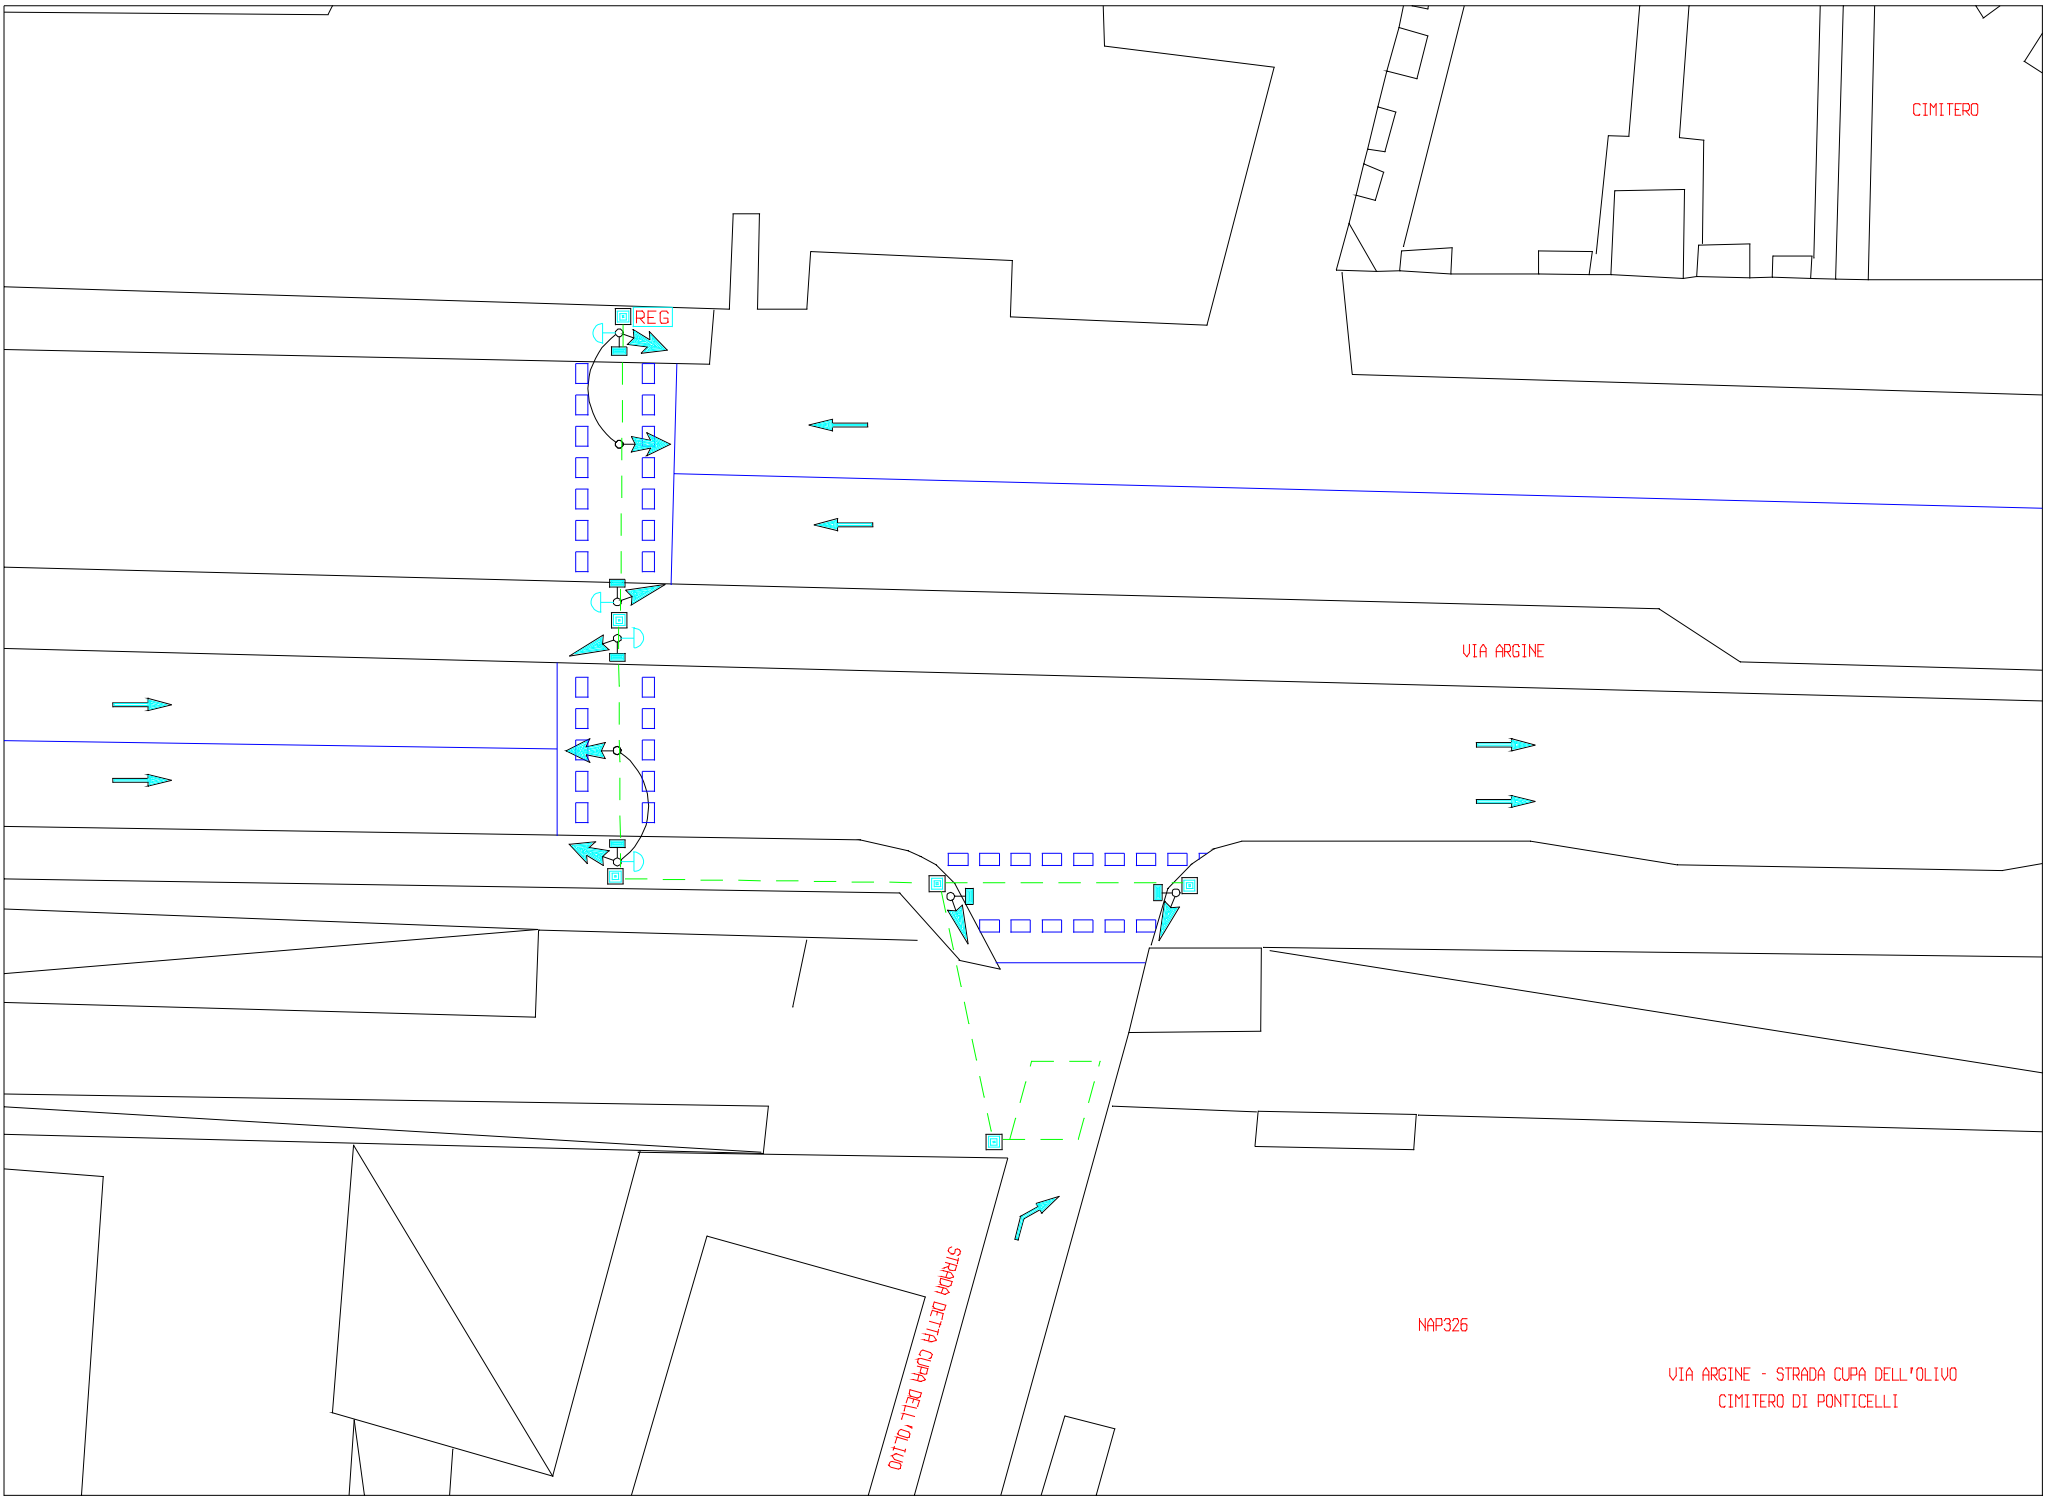 CIMITERO
REG
VIA ARGINE
STRADA DETTA CUPA DELL'OLIVO
NAP326
VIA ARGINE - STRADA CUPA DELL'OLIVO
CIMITERO DI PONTICELLI